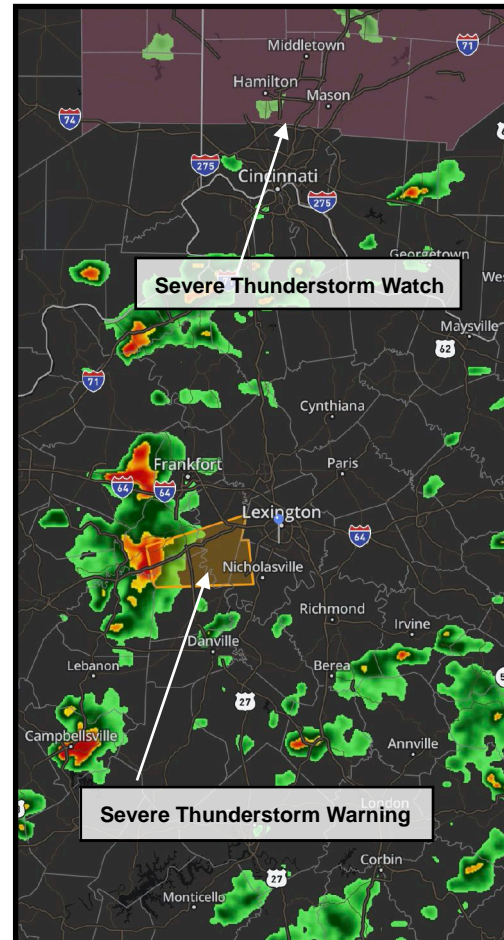 Middletown
71
Hamilton
Mason
74
275
Cincinnati
275
Georgetown
Wes
Severe Thunderstorm Watch
Maysville
62
71
Cynthiana
Frankfort
Paris
64
64
Lexington
64
Nicholasville
Richmond
Irvine
Danville
Lebanon
Berea
27
Campbellsville
Annville
Severe Thunderstorm Warning
London
Corbin
27
Monticello